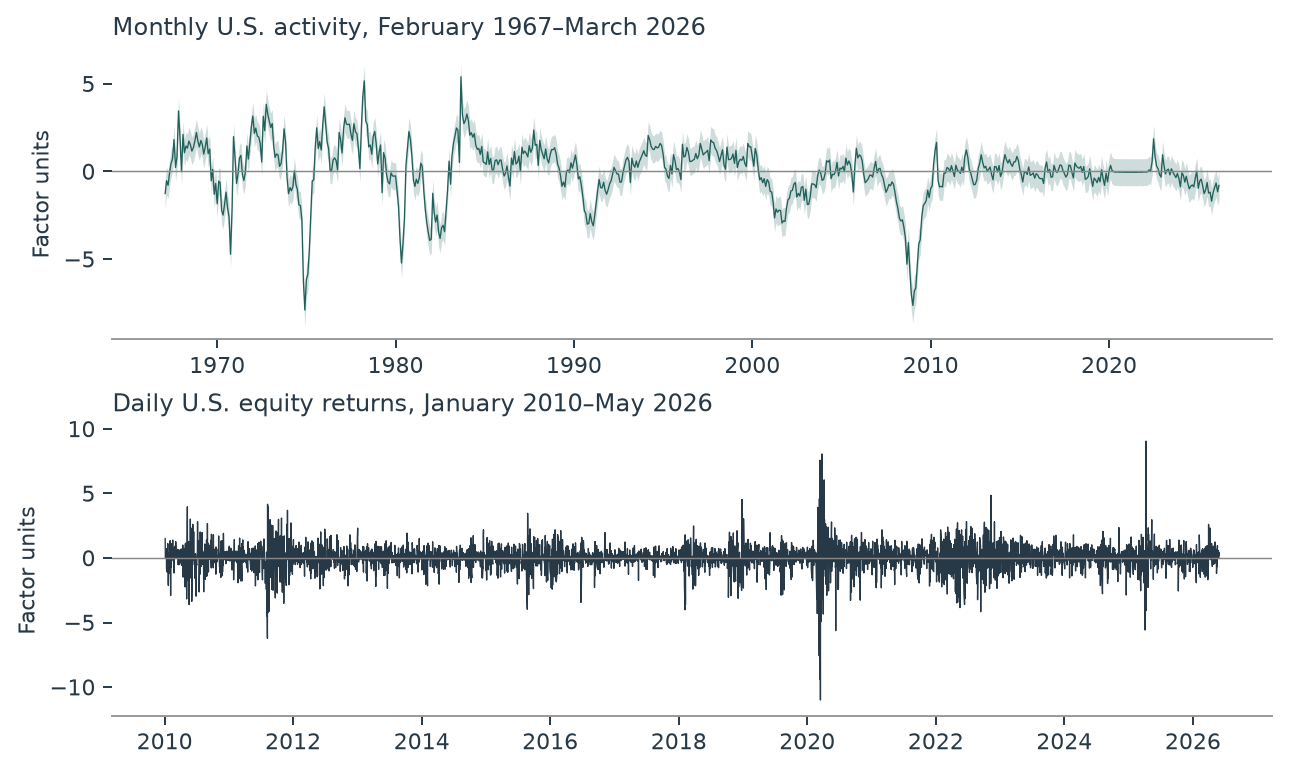 Monthly U.S. activity, February 1967–March 2026
5
0
−5
Factor units
1970 1980 1990 2000 2010 2020
Daily U.S. equity returns, January 2010–May 2026
10
5
0
−5
−10
Factor units
2010 2012 2014 2016 2018 2020 2022 2024 2026